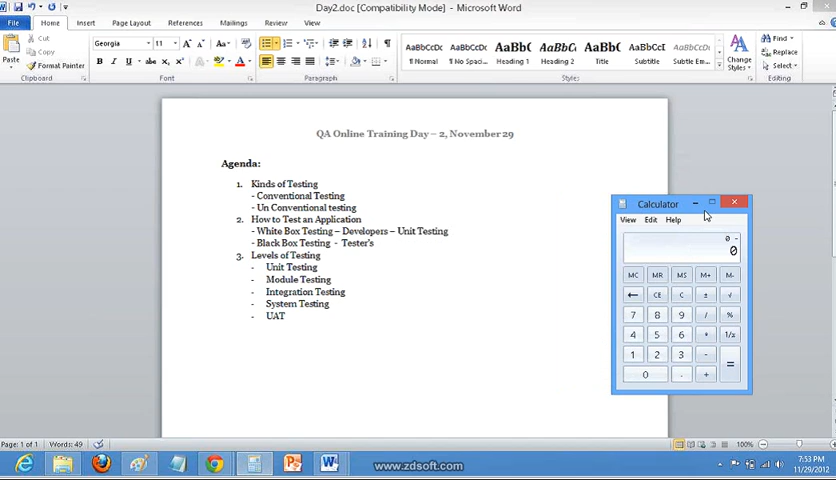 Day2.doc [Compatibility Mode] - Microsoft Word
File Home Insert Page Layout References Mailings Review View
Paste
Cut
Copy
Format Painter
Clipboard
Georgia 11
Font
Paragraph
AaBbCcDc AaBbCcDc AaBbC AaBbCc AaBbC AaBbCcDc AaBbCcDc
¶ Normal ¶ No Spaci... Heading 1 Heading 2 Title Subtitle Subtle Em...
Styles
Change
Styles
Find
Replace
Select
Editing
QA Online Training Day – 2, November 29
Agenda:
1. Kinds of Testing
- Conventional Testing
- Un Conventional testing
2. How to Test an Application
- White Box Testing – Developers – Unit Testing
- Black Box Testing - Tester's
3. Levels of Testing
- Unit Testing
- Module Testing
- Integration Testing
- System Testing
- UAT
Calculator
View Edit Help
0 -
0
MC MR MS M+ M-
← CE C ± √
7 8 9 / %
4 5 6 * 1/x
1 2 3 - =
0 . +
Page: 1 of 1 Words: 49 100%
www.zdsoft.com
7:53 PM
11/29/2012